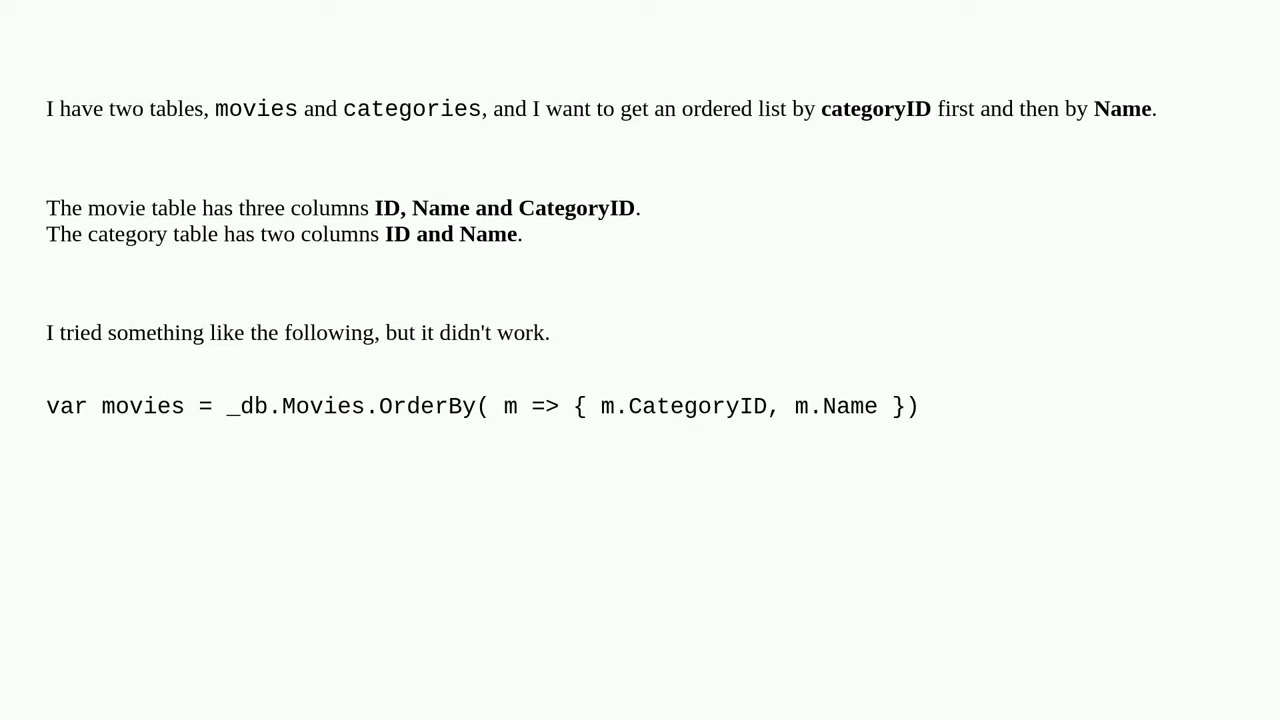 I have two tables, movies and categories, and I want to get an ordered list by categoryID first and then by Name.
The movie table has three columns ID, Name and CategoryID.
The category table has two columns ID and Name.
I tried something like the following, but it didn't work.
var movies = _db.Movies.OrderBy( m => { m.CategoryID, m.Name })